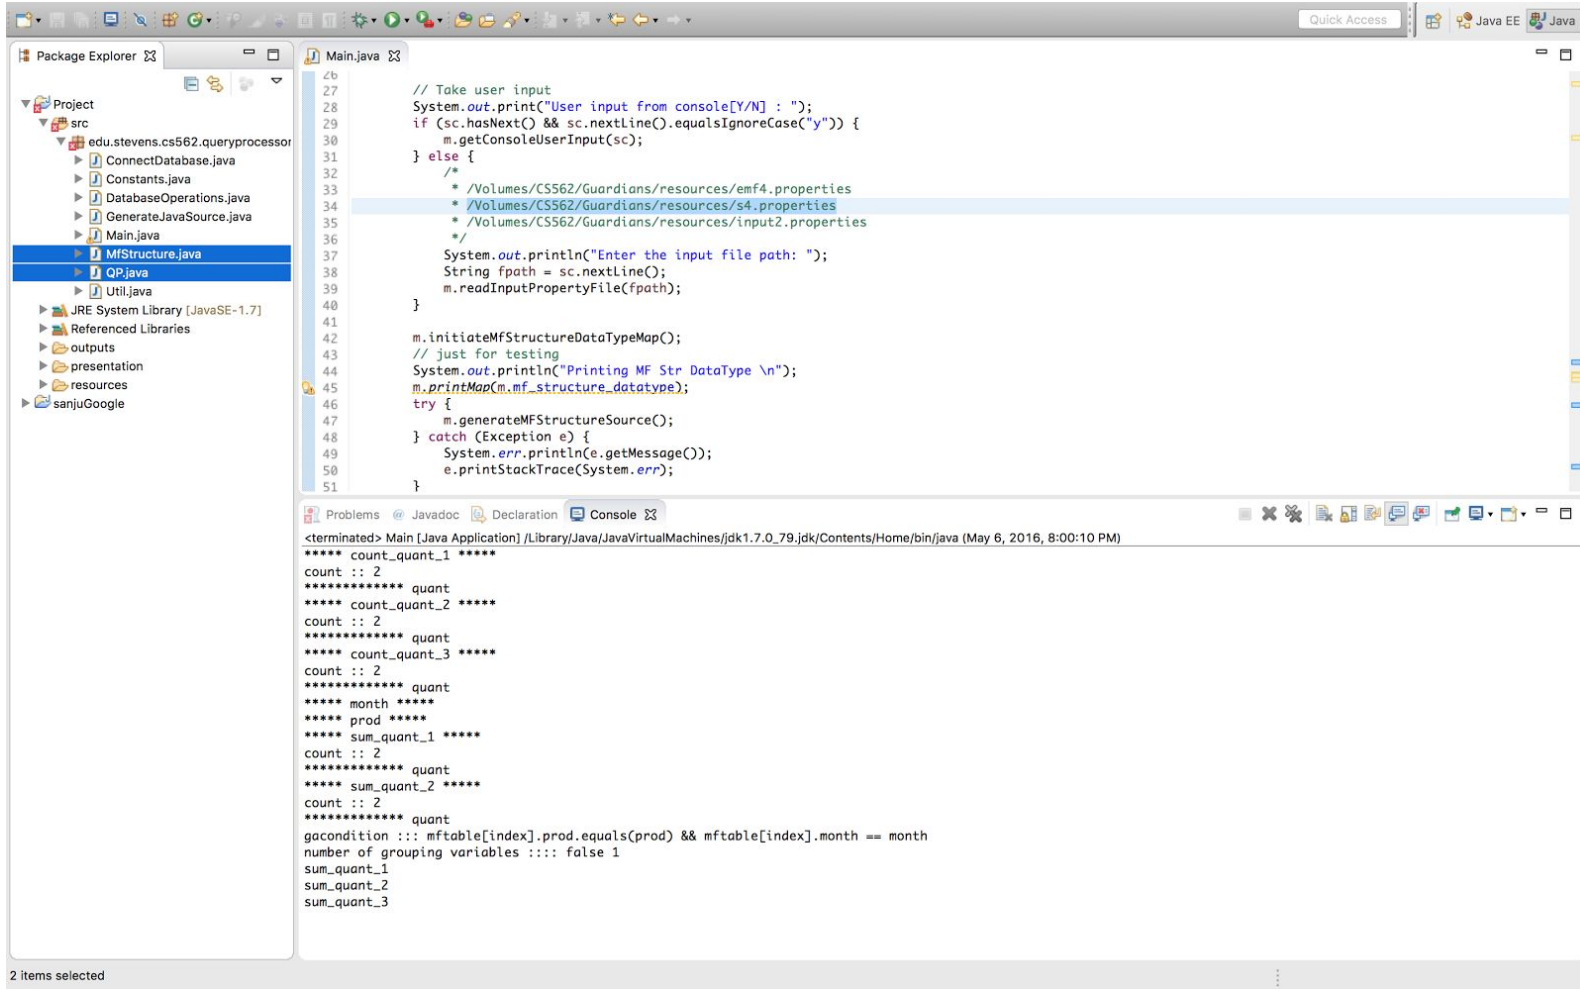 Quick Access
Java EE
Java
Package Explorer
Project
src
edu.stevens.cs562.queryprocessor
ConnectDatabase.java
Constants.java
DatabaseOperations.java
GenerateJavaSource.java
Main.java
MfStructure.java
QP.java
Util.java
JRE System Library [JavaSE-1.7]
Referenced Libraries
outputs
presentation
resources
sanjuGoogle
Main.java
26
27 // Take user input
28 System.out.print("User input from console[Y/N] : ");
29 if (sc.hasNext() && sc.nextLine().equalsIgnoreCase("y")) {
30 m.getConsoleUserInput(sc);
31 } else {
32 /*
33 * /Volumes/CS562/Guardians/resources/emf4.properties
34 * /Volumes/CS562/Guardians/resources/s4.properties
35 * /Volumes/CS562/Guardians/resources/input2.properties
36 */
37 System.out.println("Enter the input file path: ");
38 String fpath = sc.nextLine();
39 m.readInputPropertyFile(fpath);
40 }
41
42 m.initiateMfStructureDataTypeMap();
43 // just for testing
44 System.out.println("Printing MF Str DataType \n");
45 m.printMap(m.mf_structure_datatype);
46 try {
47 m.generateMFStructureSource();
48 } catch (Exception e) {
49 System.err.println(e.getMessage());
50 e.printStackTrace(System.err);
51 }
Problems @ Javadoc Declaration Console
<terminated> Main [Java Application] /Library/Java/JavaVirtualMachines/jdk1.7.0_79.jdk/Contents/Home/bin/java (May 6, 2016, 8:00:10 PM)
***** count_quant_1 *****
count :: 2
************* quant
***** count_quant_2 *****
count :: 2
************* quant
***** count_quant_3 *****
count :: 2
************* quant
***** month *****
***** prod *****
***** sum_quant_1 *****
count :: 2
************* quant
***** sum_quant_2 *****
count :: 2
************* quant
gacondition ::: mftable[index].prod.equals(prod) && mftable[index].month == month
number of grouping variables :::: false 1
sum_quant_1
sum_quant_2
sum_quant_3
2 items selected